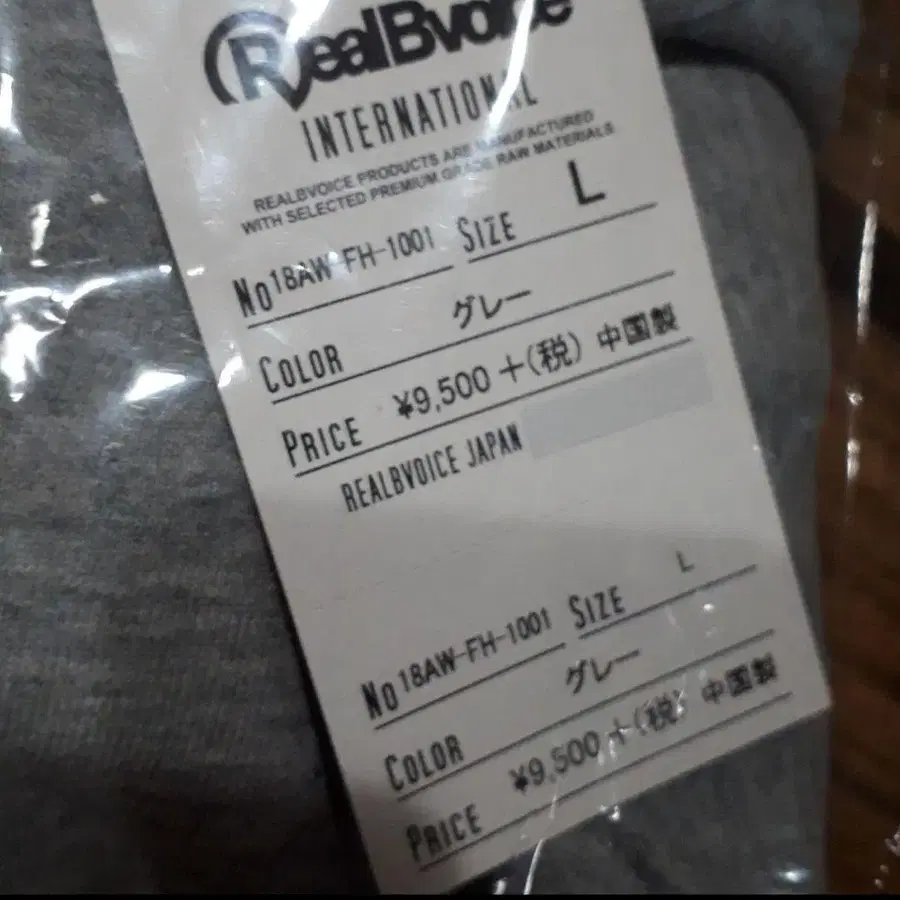 RealBvoice
INTERNATIONAL
REALBVOICE PRODUCTS ARE MANUFACTURED
WITH SELECTED PREMIUM GRADE RAW MATERIALS
No 18AW-FH-1001 SIZE L
COLOR グレー
PRICE ¥9,500+(税) 中国製
REALBVOICE JAPAN
No 18AW-FH-1001 SIZE L
COLOR グレー
PRICE ¥9,500+(税) 中国製